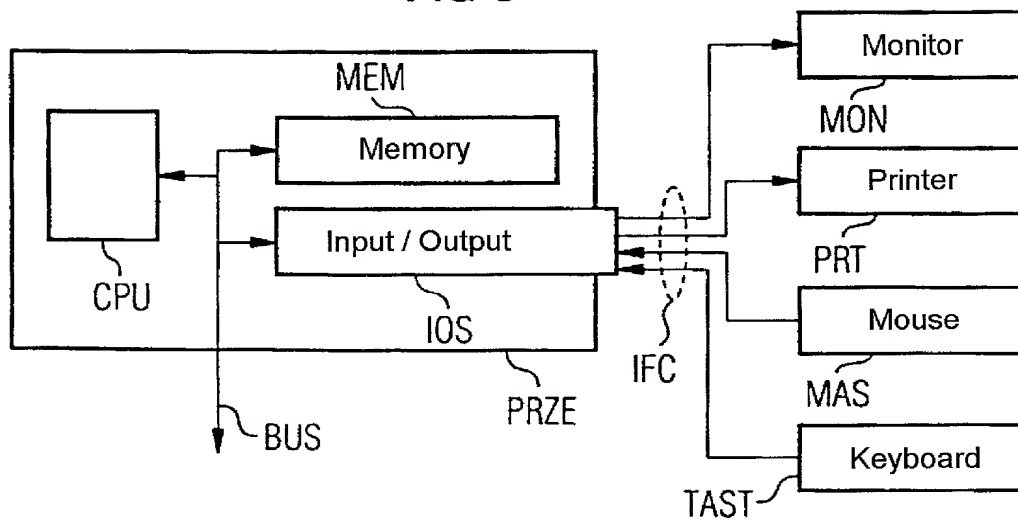 Monitor
MEM
MON
Memory
Printer
Input / Output
PRT
CPU
IOS
Mouse
IFC
PRZE
MAS
BUS
Keyboard
TAST